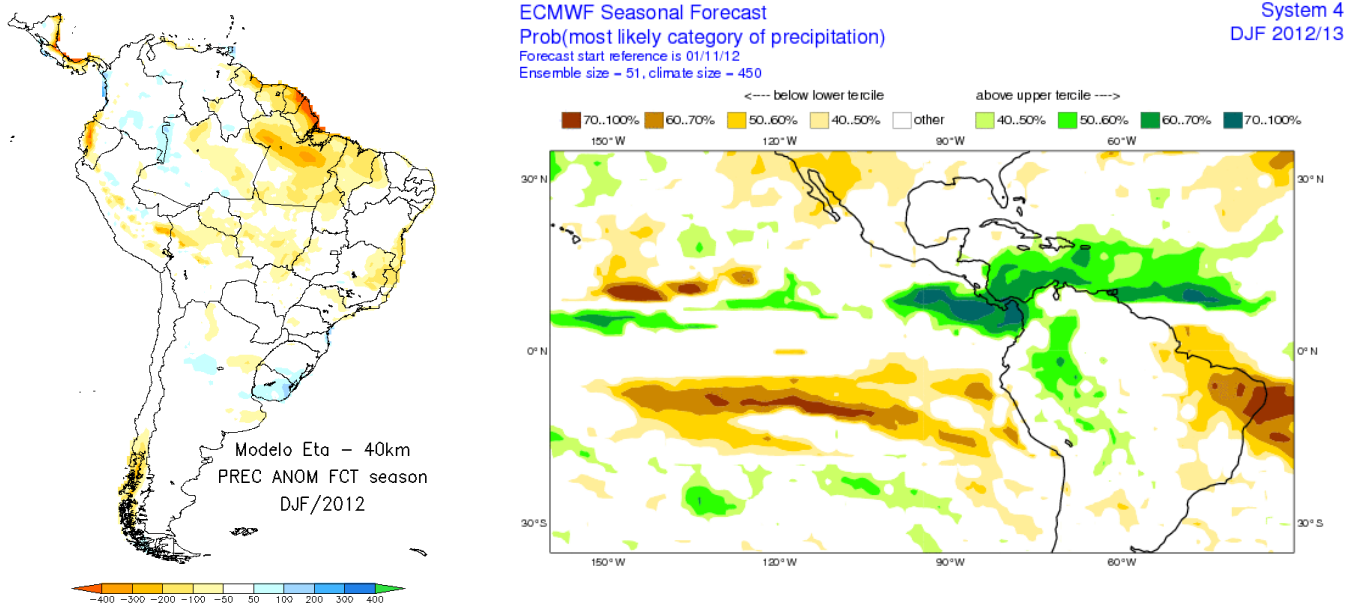 Modelo Eta - 40km
PREC ANOM FCT season
DJF/2012
-400 -300 -200 -100 -50 50 100 200 300 400
ECMWF Seasonal Forecast
Prob(most likely category of precipitation)
Forecast start reference is 01/11/12
Ensemble size = 51, climate size = 450
System 4
DJF 2012/13
<---- below lower tercile
above upper tercile ---->
70..100% 60..70% 50..60% 40..50% other 40..50% 50..60% 60..70% 70..100%
150°W 120°W 90°W 60°W
30°N 30°N
0°N 0°N
30°S 30°S
150°W 120°W 90°W 60°W